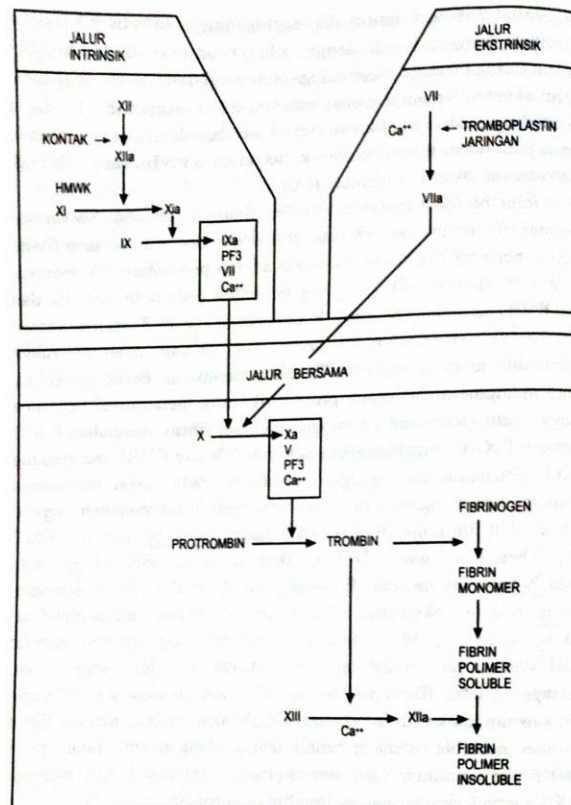 JALUR
INTRINSIK
JALUR
EKSTRINSIK
XII
KONTAK
XIIa
HMWK
XI
Xia
IX
IXa
PF3
VII
Ca⁺⁺
VII
Ca⁺⁺
TROMBOPLASTIN
JARINGAN
VIIa
JALUR BERSAMA
X
Xa
V
PF3
Ca⁺⁺
PROTROMBIN
TROMBIN
FIBRINOGEN
FIBRIN
MONOMER
FIBRIN
POLIMER
SOLUBLE
XIII
Ca⁺⁺
XIIa
FIBRIN
POLIMER
INSOLUBLE